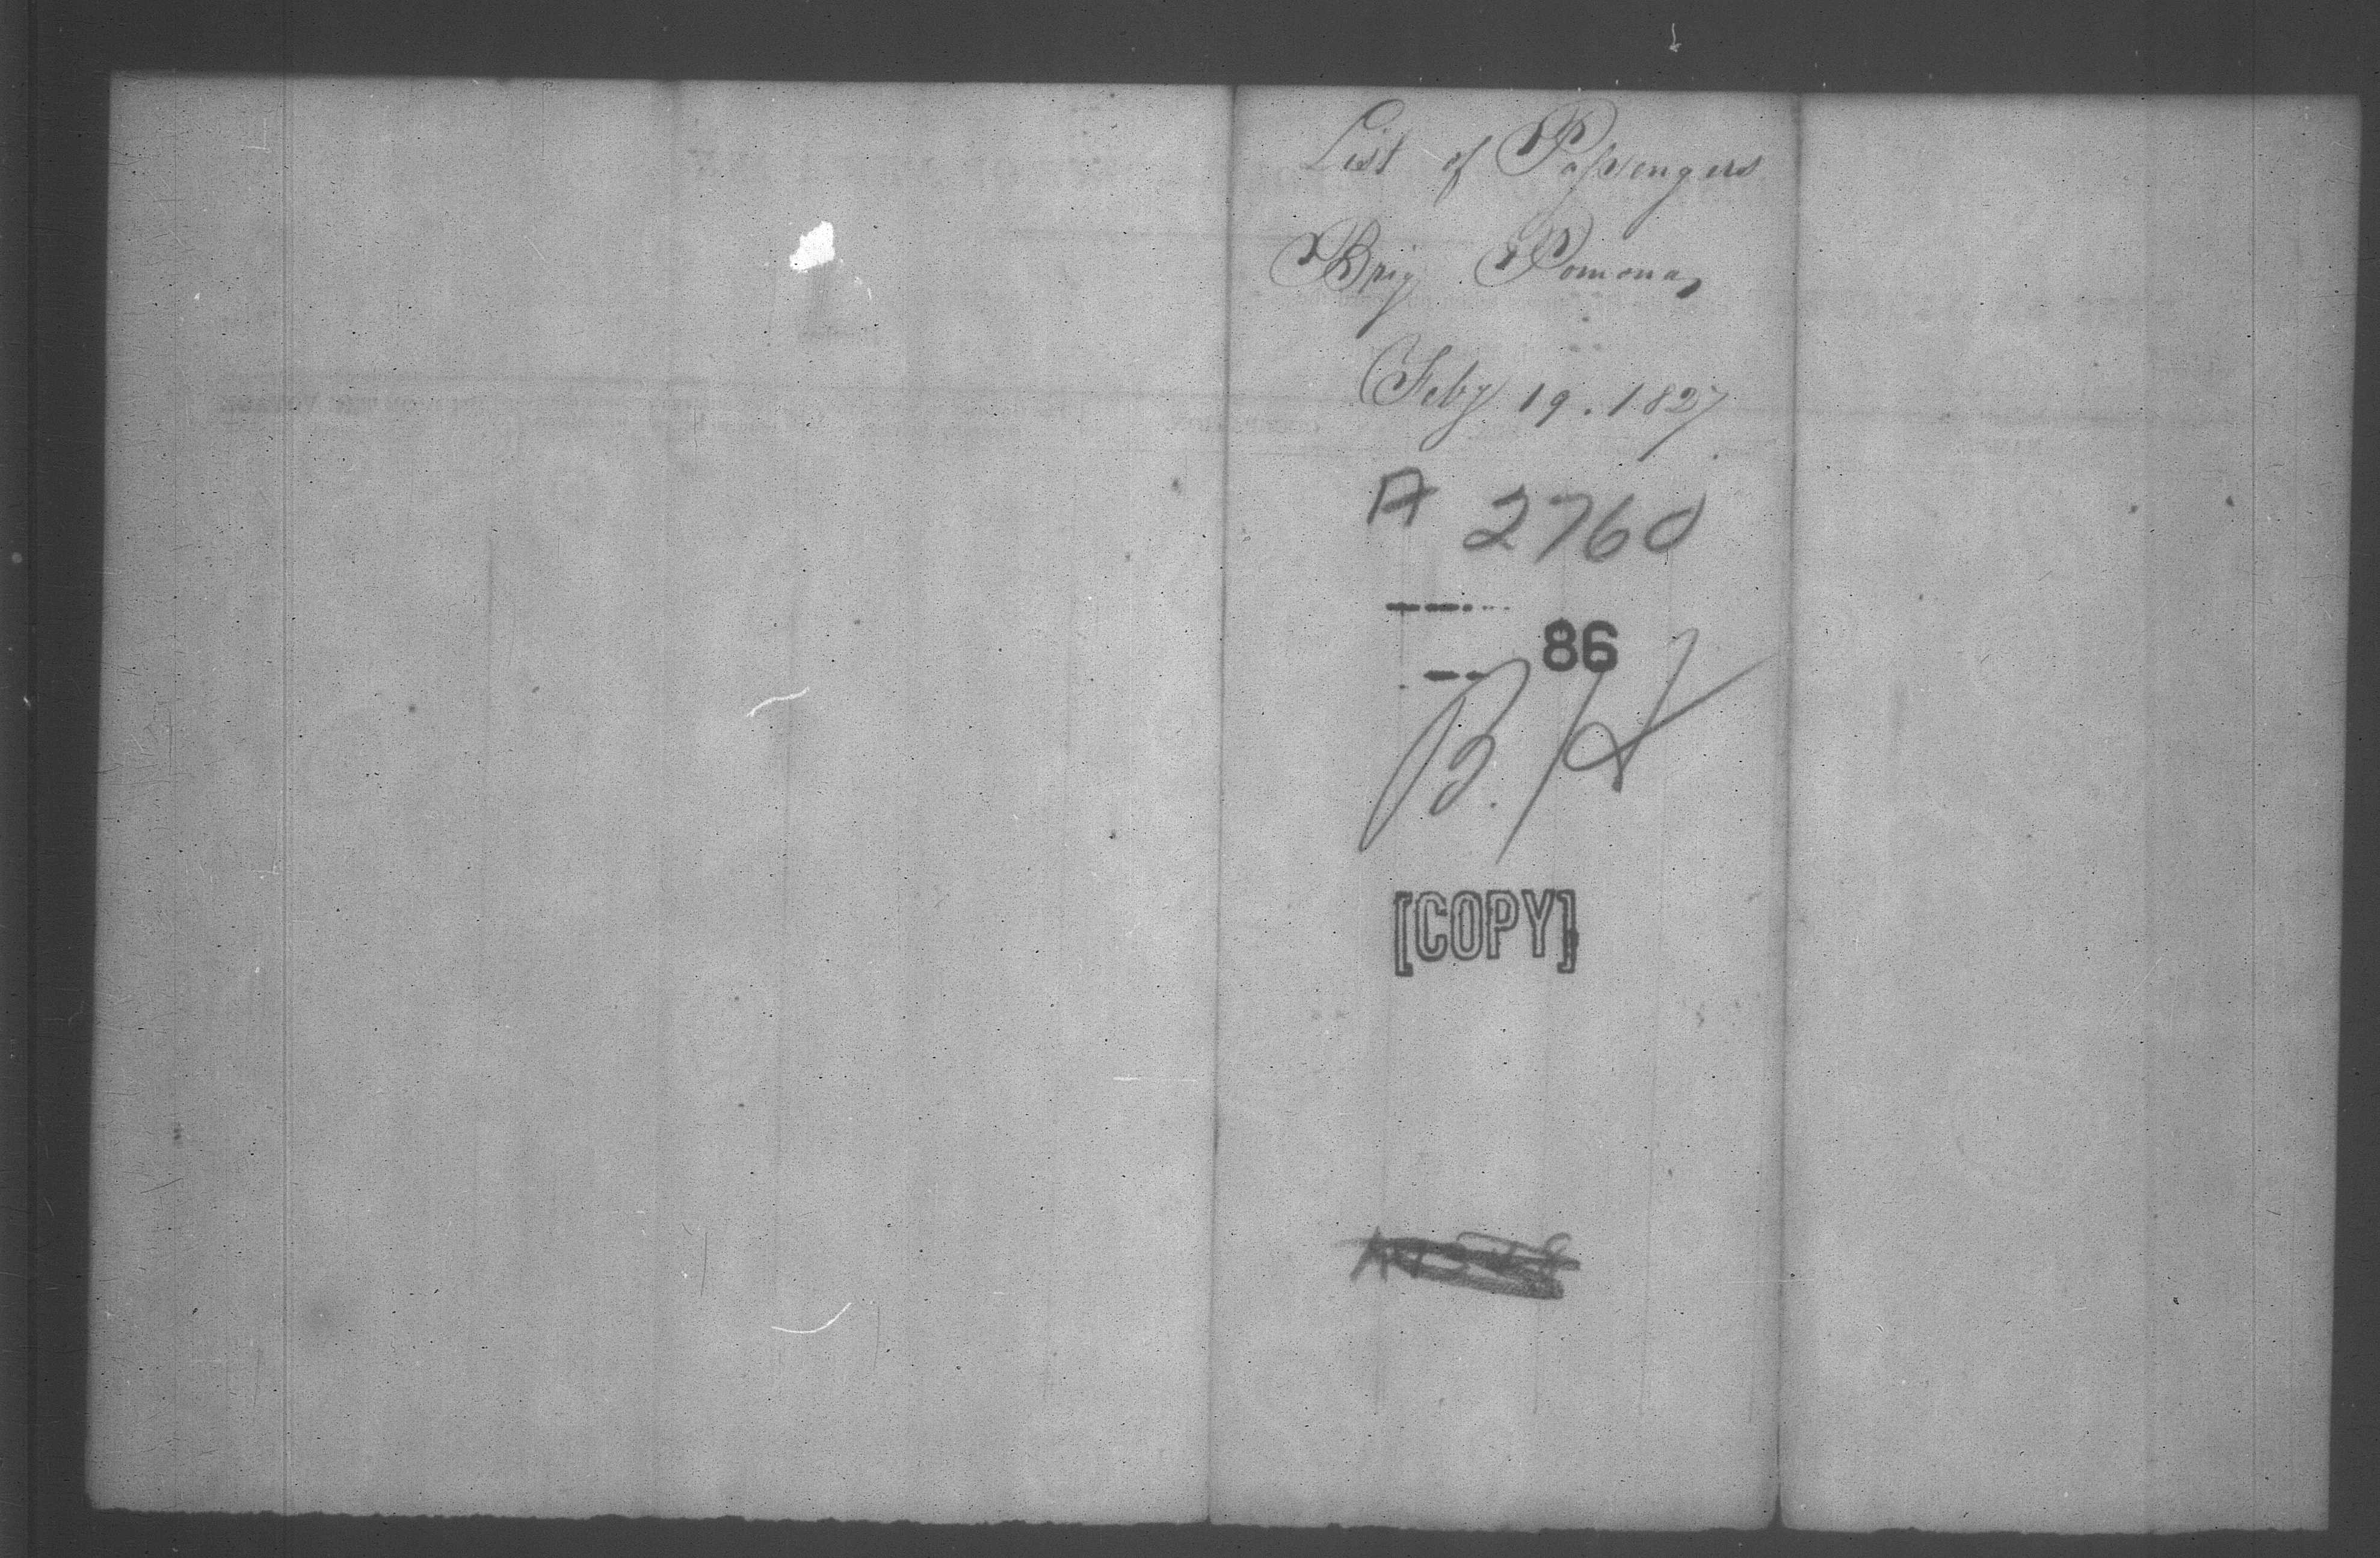 List of Passengers
Brig Pomona,
Feby 19. 1827
A 2760
86
B.
[COPY]